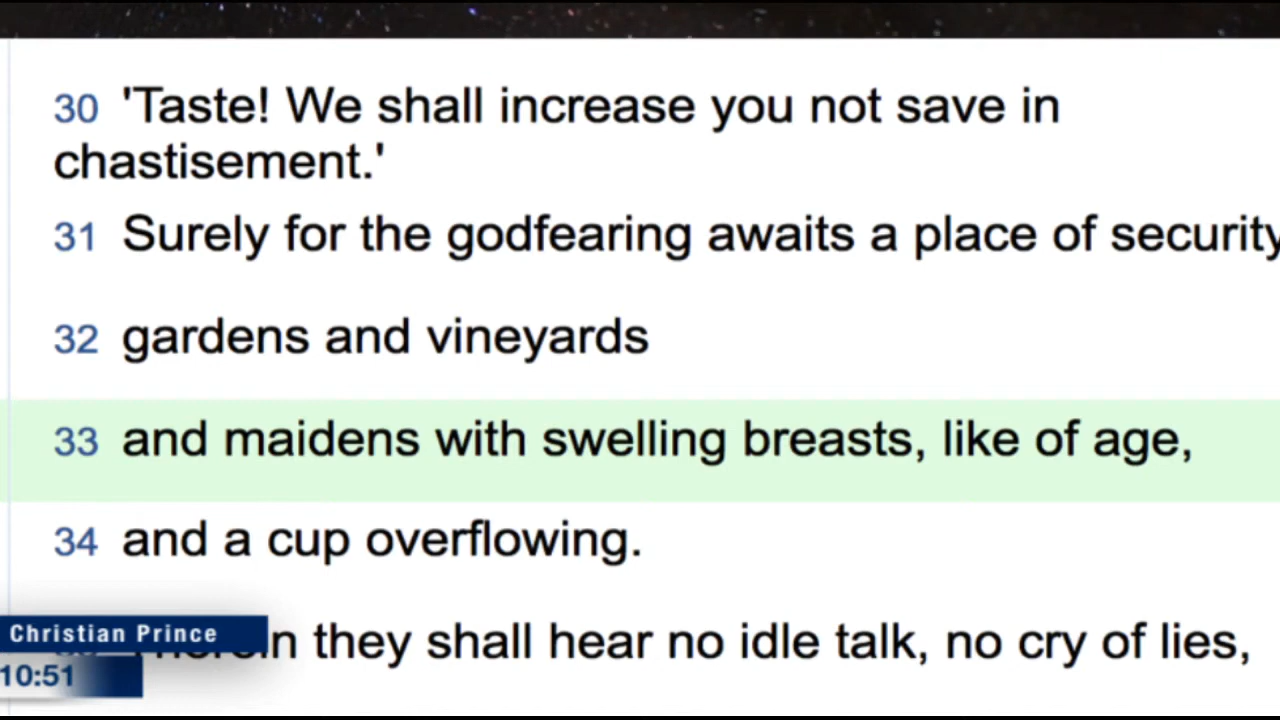 30 'Taste! We shall increase you not save in
chastisement.'
31 Surely for the godfearing awaits a place of security
32 gardens and vineyards
33 and maidens with swelling breasts, like of age,
34 and a cup overflowing.
they shall hear no idle talk, no cry of lies,
Christian Prince
10:51